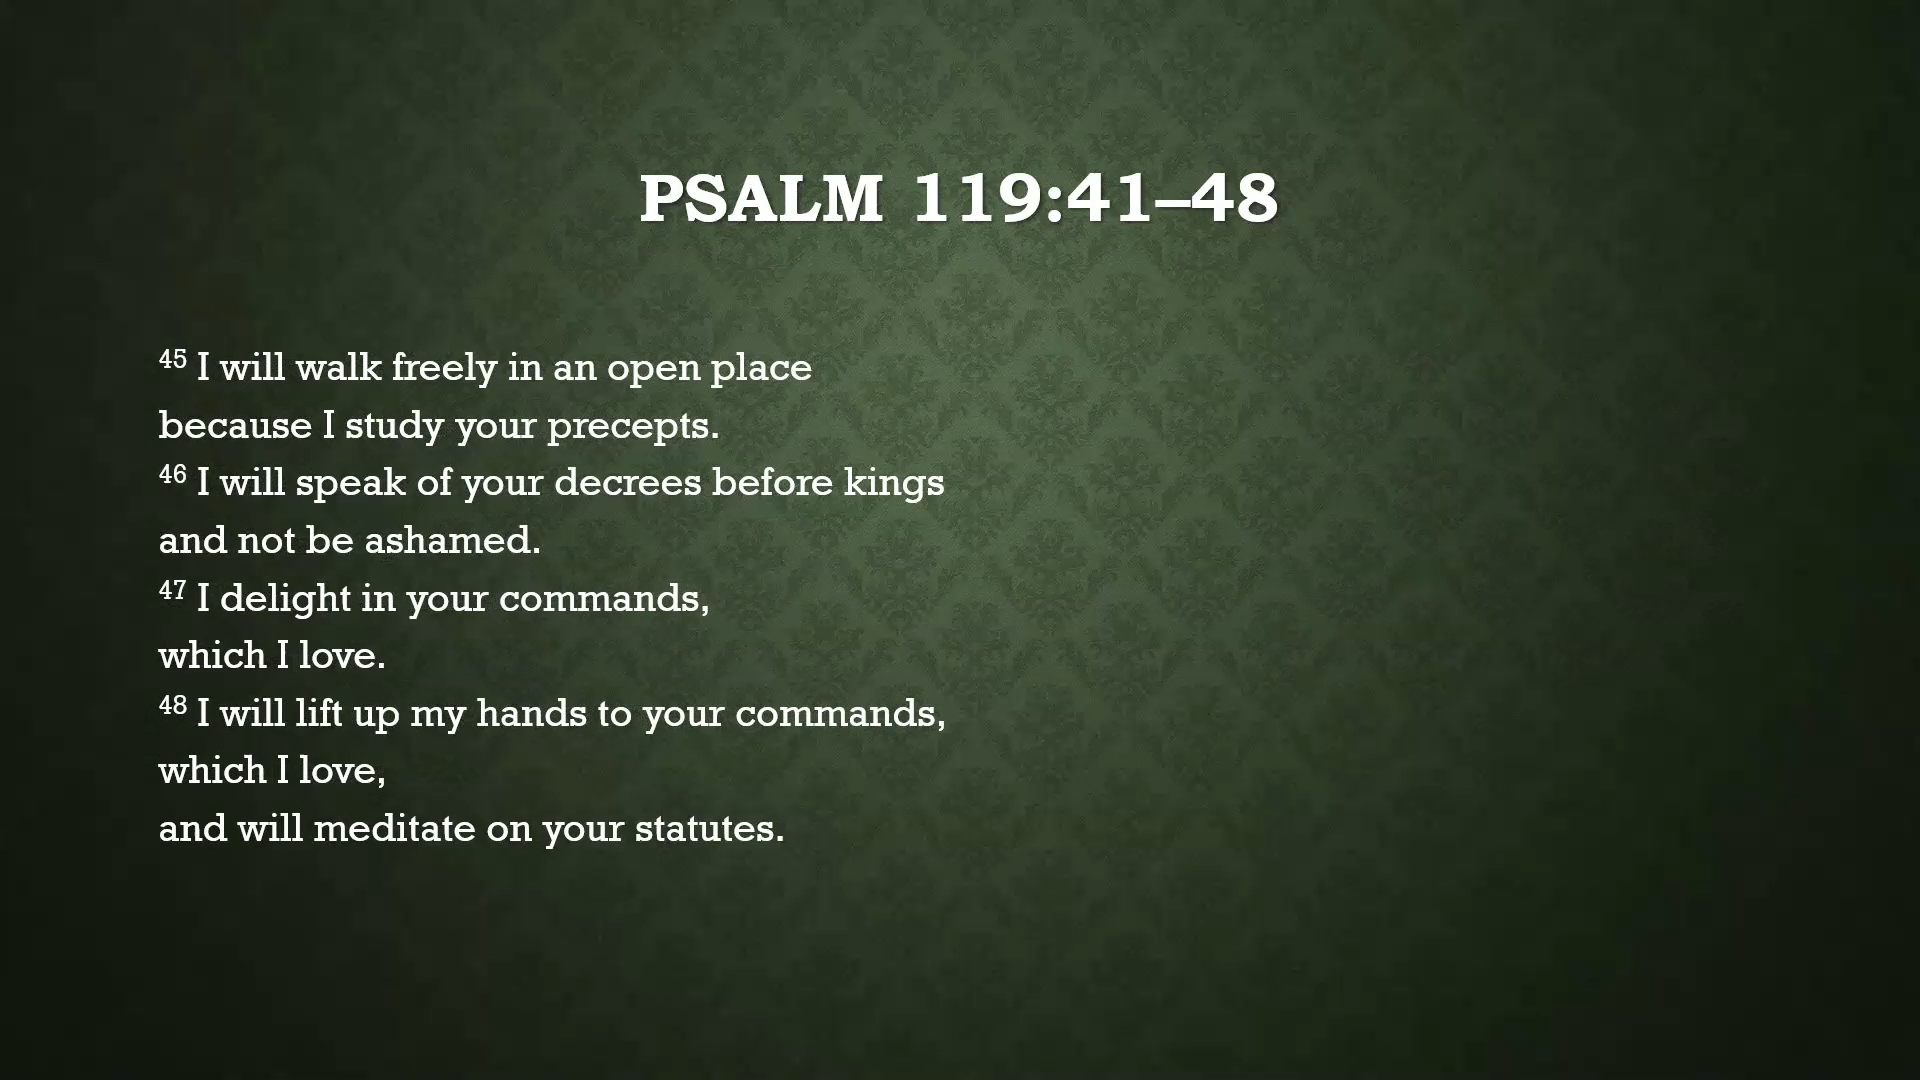 PSALM 119:41–48
45 I will walk freely in an open place
because I study your precepts.
46 I will speak of your decrees before kings
and not be ashamed.
47 I delight in your commands,
which I love.
48 I will lift up my hands to your commands,
which I love,
and will meditate on your statutes.